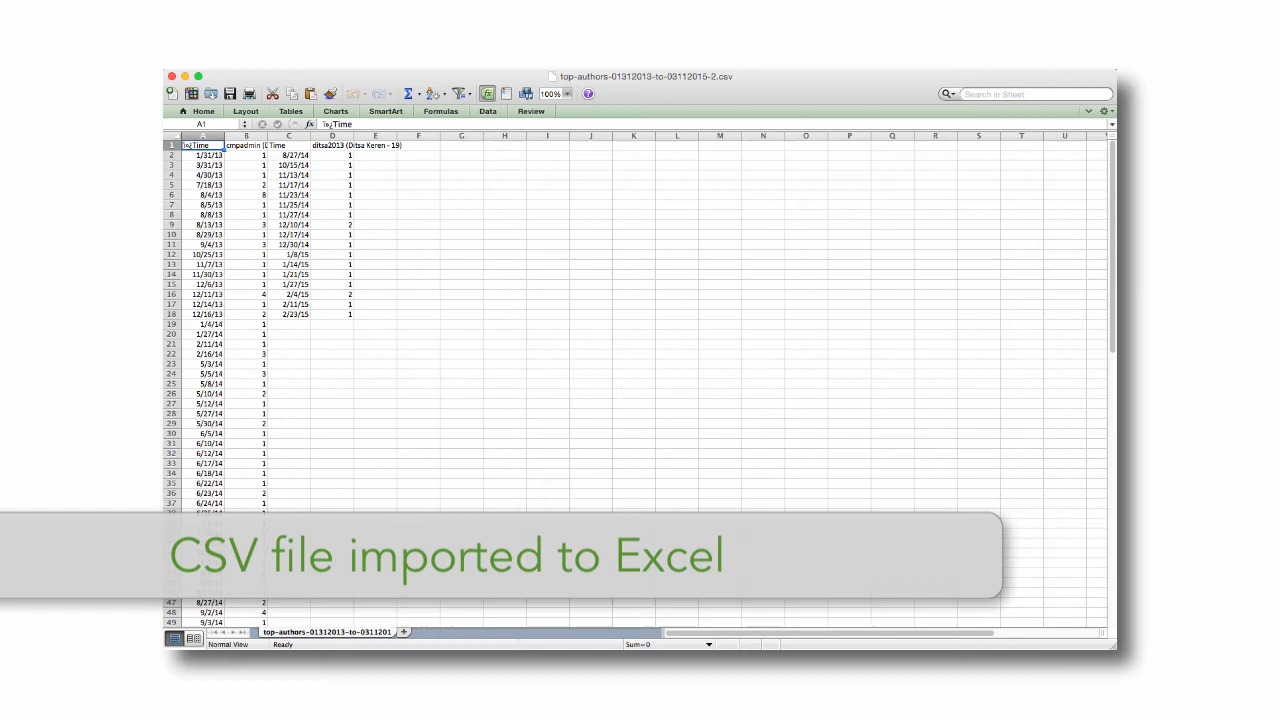 top-authors-01312013-to-03112015-2.csv
100%
Search in Sheet
Home Layout Tables Charts SmartArt Formulas Data Review
A1 fx ï»¿Time
A B C D E F G H I J K L M N O P Q R S T U
1 ï»¿Time cmpadmin (D Time ditsa2013 (Ditsa Keren - 19)
2 1/31/13 1 8/27/14 1
3 3/31/13 1 10/15/14 1
4 4/30/13 1 11/13/14 1
5 7/18/13 2 11/17/14 1
6 8/4/13 8 11/23/14 1
7 8/5/13 1 11/25/14 1
8 8/8/13 1 11/27/14 1
9 8/13/13 3 12/10/14 2
10 8/29/13 1 12/17/14 1
11 9/4/13 3 12/30/14 1
12 10/25/13 1 1/8/15 1
13 11/7/13 1 1/14/15 1
14 11/30/13 1 1/21/15 1
15 12/6/13 1 1/27/15 1
16 12/11/13 4 2/4/15 2
17 12/14/13 1 2/11/15 1
18 12/16/13 2 2/23/15 1
19 1/4/14 1
20 1/27/14 1
21 2/11/14 1
22 2/16/14 3
23 5/3/14 1
24 5/5/14 3
25 5/8/14 1
26 5/10/14 2
27 5/12/14 1
28 5/27/14 1
29 5/30/14 2
30 6/5/14 1
31 6/10/14 1
32 6/12/14 1
33 6/17/14 1
34 6/18/14 1
35 6/22/14 1
36 6/23/14 2
37 6/24/14 1
CSV file imported to Excel
47 8/27/14 2
48 9/2/14 4
49 9/3/14 1
top-authors-01312013-to-0311201
Normal View Ready Sum=0